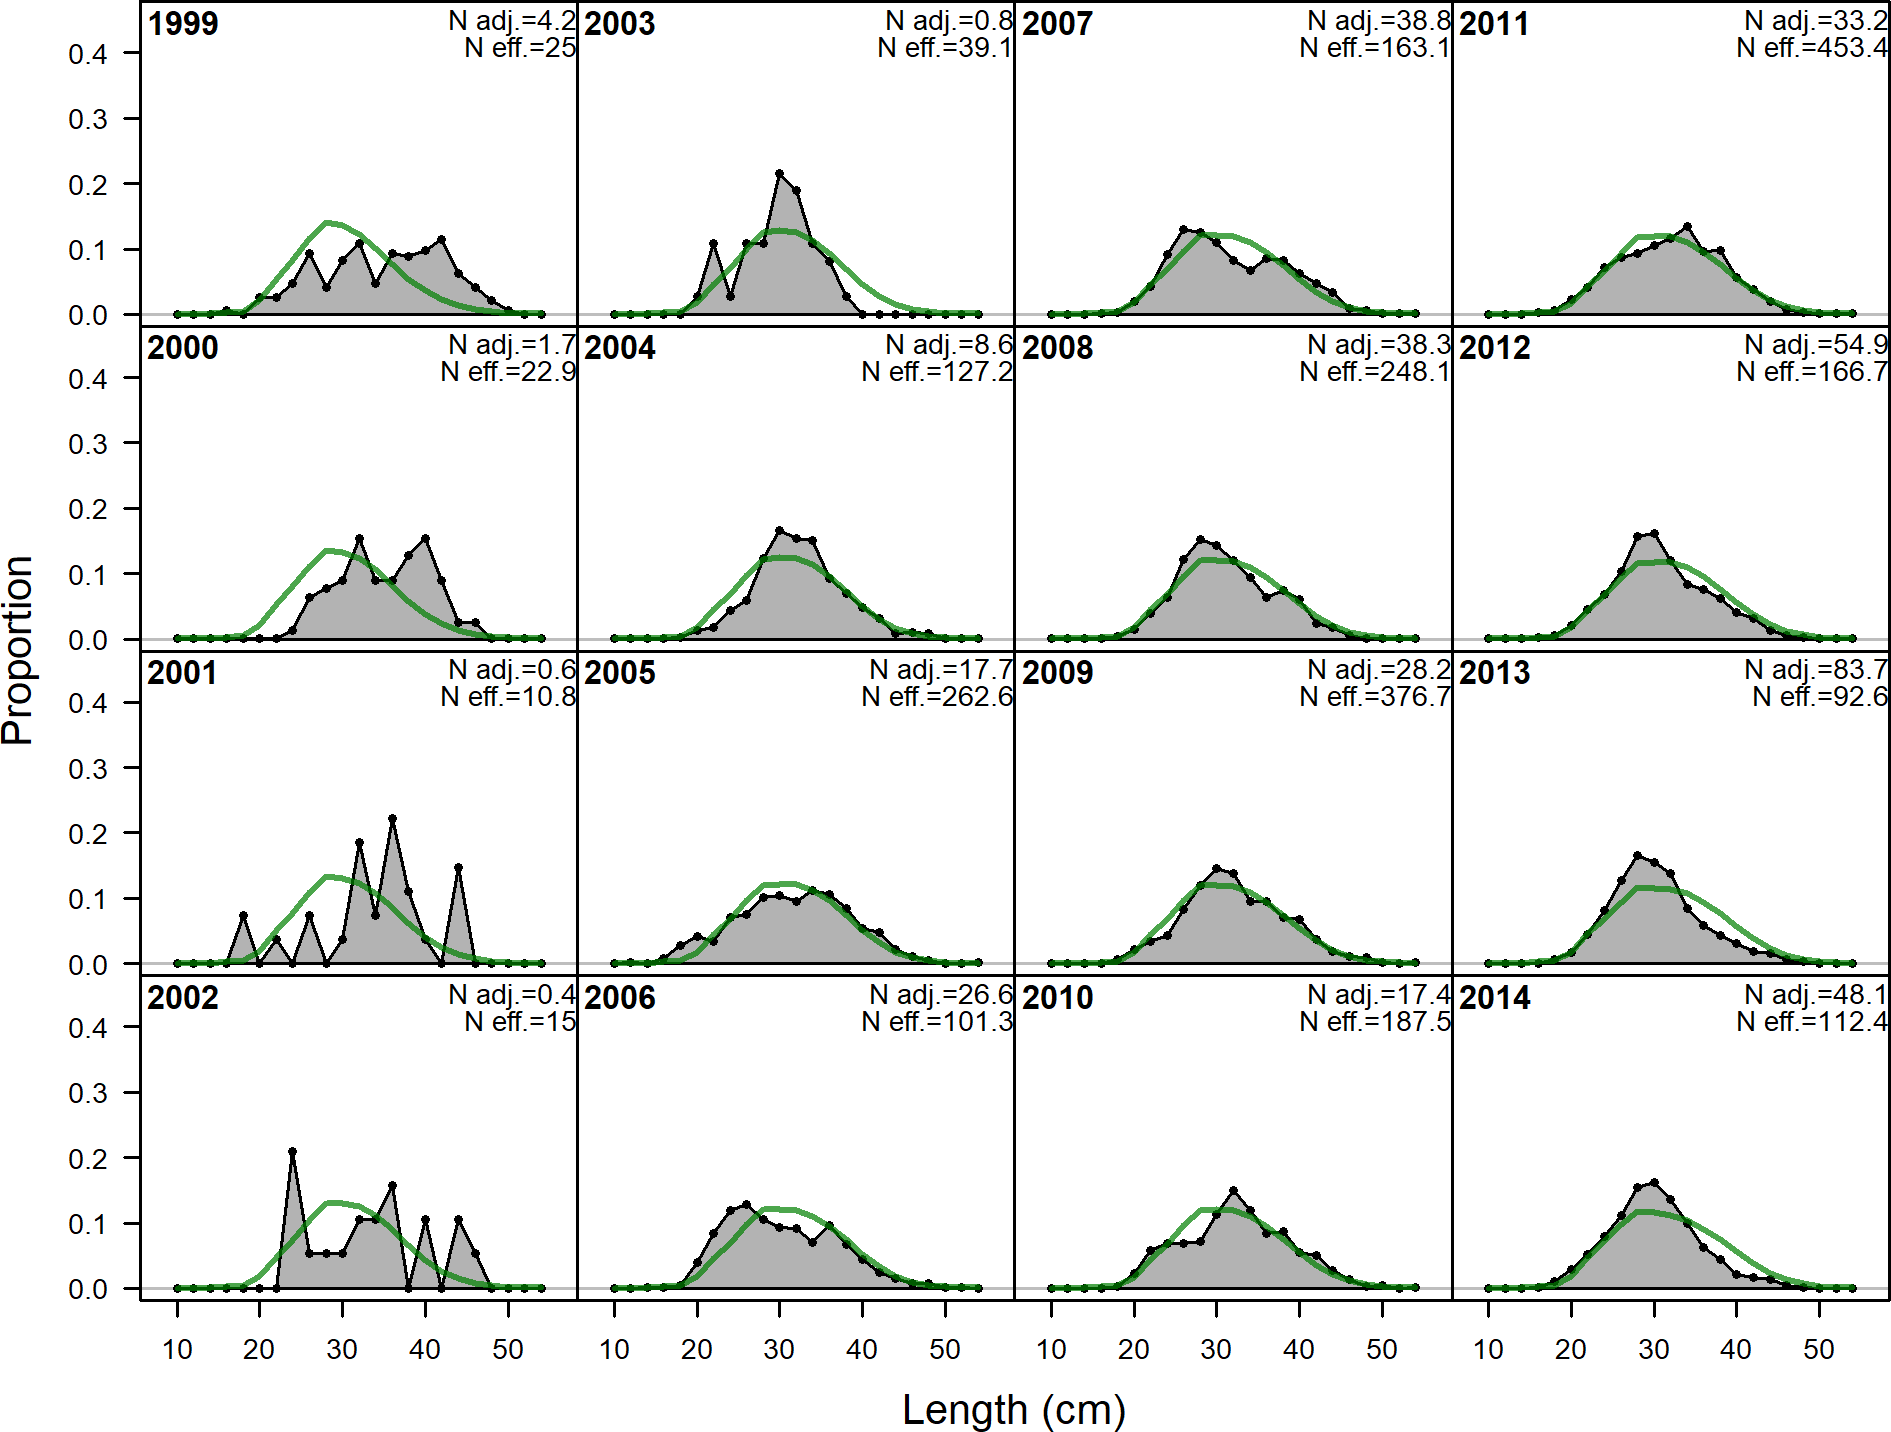 1999
N adj.=4.2
N eff.=25
2003
N adj.=0.8
N eff.=39.1
2007
N adj.=38.8
N eff.=163.1
2011
N adj.=33.2
N eff.=453.4
0.4
0.3
0.2
0.1
0.0
2000
N adj.=1.7
N eff.=22.9
2004
N adj.=8.6
N eff.=127.2
2008
N adj.=38.3
N eff.=248.1
2012
N adj.=54.9
N eff.=166.7
0.4
0.3
0.2
0.1
0.0
2001
N adj.=0.6
N eff.=10.8
2005
N adj.=17.7
N eff.=262.6
2009
N adj.=28.2
N eff.=376.7
2013
N adj.=83.7
N eff.=92.6
0.4
0.3
0.2
0.1
0.0
2002
N adj.=0.4
N eff.=15
2006
N adj.=26.6
N eff.=101.3
2010
N adj.=17.4
N eff.=187.5
2014
N adj.=48.1
N eff.=112.4
0.4
0.3
0.2
0.1
0.0
Proportion
10 20 30 40 50 10 20 30 40 50 10 20 30 40 50 10 20 30 40 50
Length (cm)